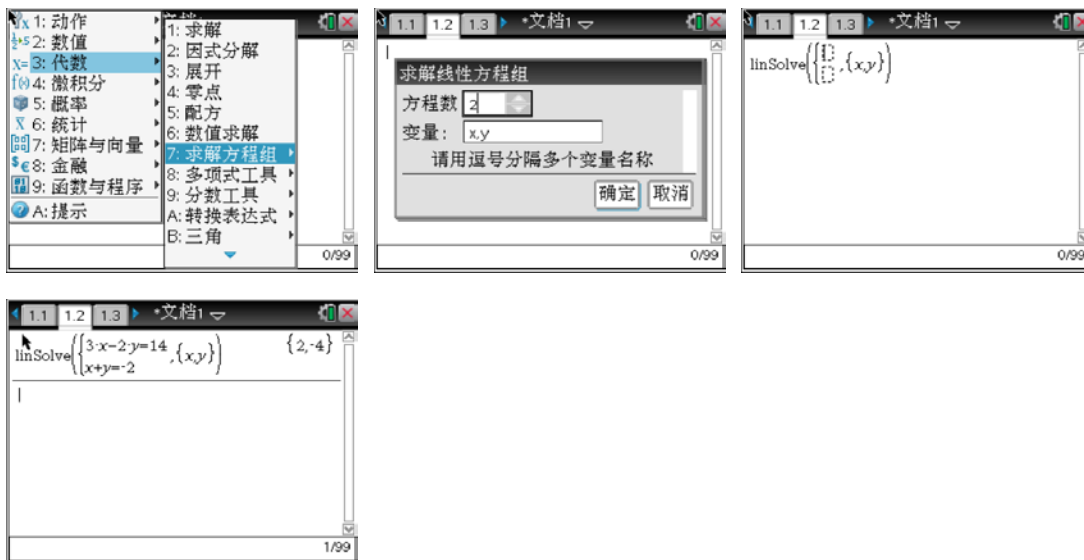 1: 动作
2: 数值
3: 代数
4: 微积分
5: 概率
6: 统计
7: 矩阵与向量
8: 金融
9: 函数与程序
A: 提示
1: 求解
2: 因式分解
3: 展开
4: 零点
5: 配方
6: 数值求解
7: 求解方程组
8: 多项式工具
9: 分数工具
A: 转换表达式
B: 三角
0/99
1.1 1.2 1.3 *文档1
求解线性方程组
方程数 2
变量: x,y
请用逗号分隔多个变量名称
确定 取消
0/99
1.1 1.2 1.3 *文档1
linSolve({ ,{x,y})
0/99
1.1 1.2 1.3 *文档1
linSolve({3·x-2·y=14
x+y=-2 ,{x,y}) {2,-4}
1/99